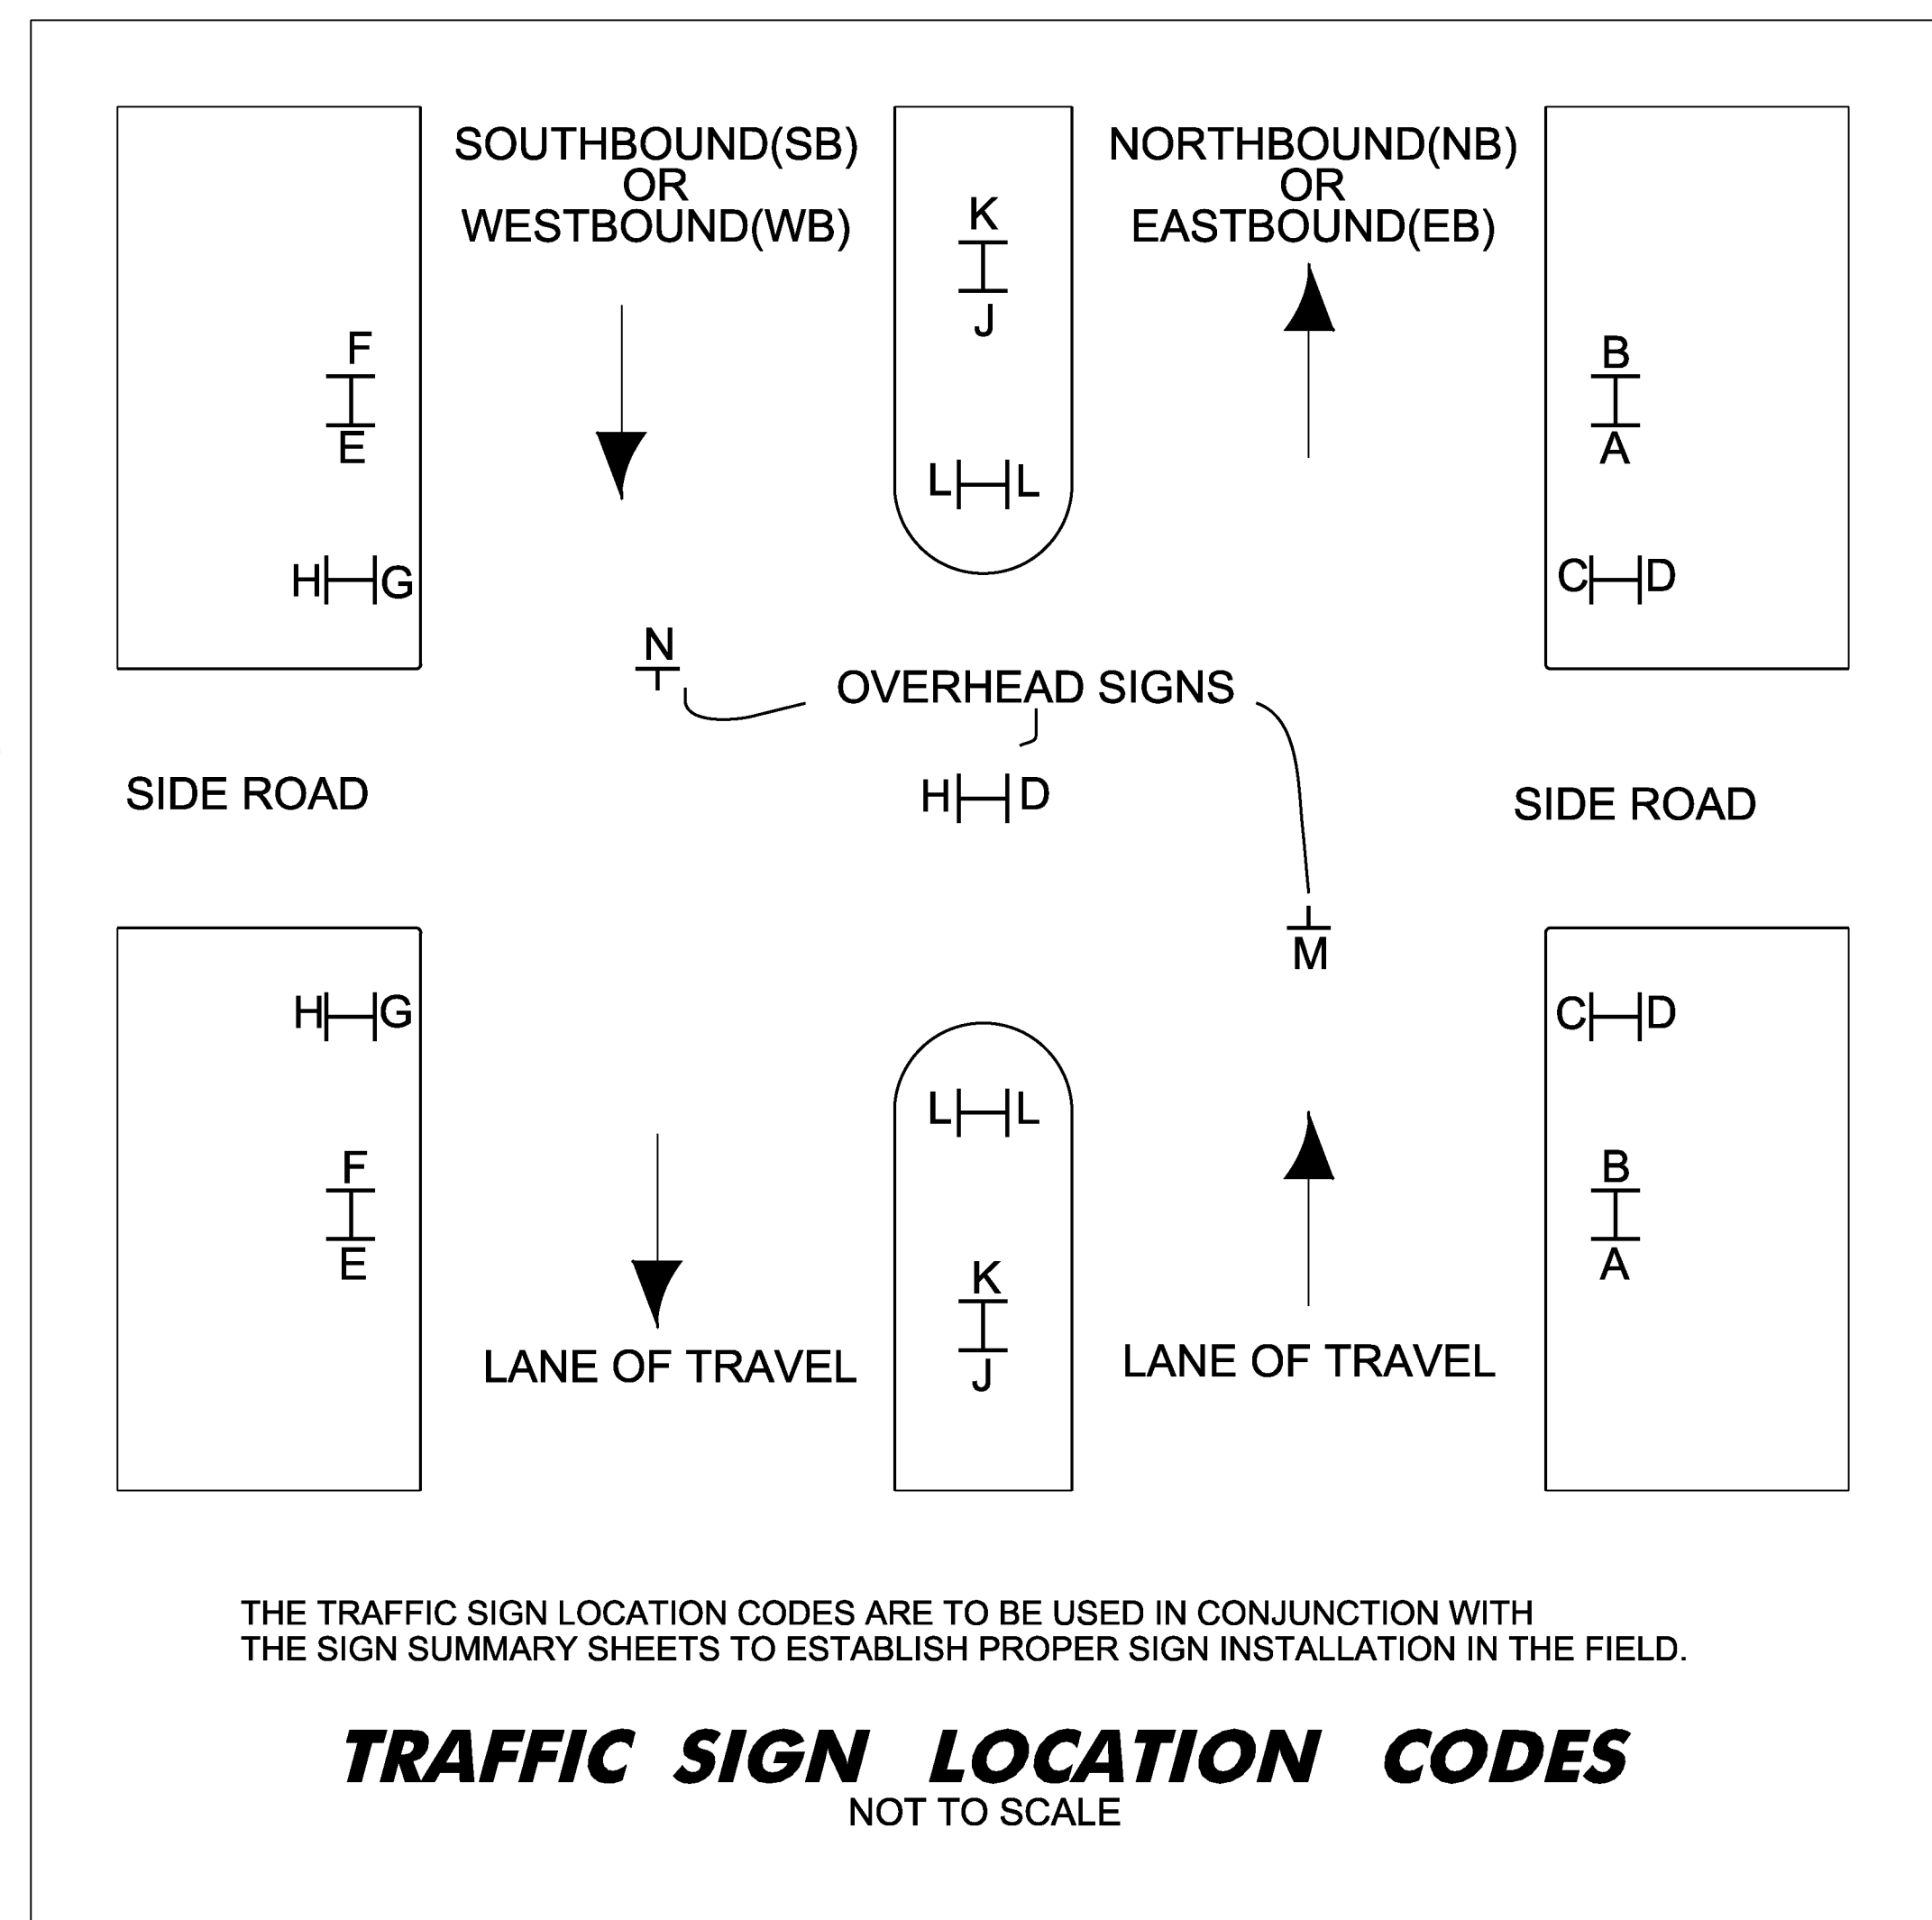 SOUTHBOUND(SB)
OR
WESTBOUND(WB)
NORTHBOUND(NB)
OR
EASTBOUND(EB)
K
J
F
E
B
A
L L
H G
C D
N
OVERHEAD SIGNS
SIDE ROAD
H D
SIDE ROAD
M
H G
C D
L L
F
E
B
A
K
J
LANE OF TRAVEL
LANE OF TRAVEL
THE TRAFFIC SIGN LOCATION CODES ARE TO BE USED IN CONJUNCTION WITH
THE SIGN SUMMARY SHEETS TO ESTABLISH PROPER SIGN INSTALLATION IN THE FIELD.
TRAFFIC SIGN LOCATION CODES
NOT TO SCALE